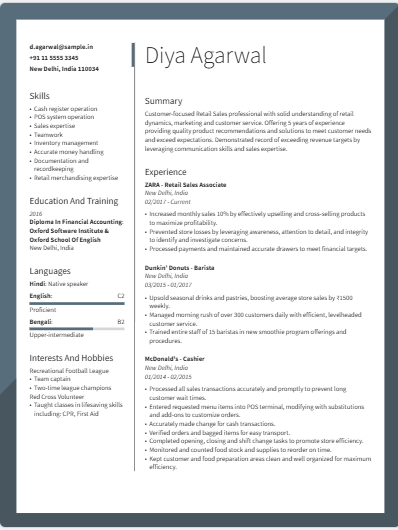 d.agarwal@sample.in
+91 11 5555 3345
New Delhi, India 110034
Skills
• Cash register operation
• POS system operation
• Sales expertise
• Teamwork
• Inventory management
• Accurate money handling
• Documentation and
recordkeeping
• Retail merchandising expertise
Education And Training
2016
Diploma In Financial Accounting:
Oxford Software Institute &
Oxford School Of English
New Delhi, India
Languages
Hindi: Native speaker
English: C2
Proficient
Bengali: B2
Upper-intermediate
Interests And Hobbies
Recreational Football League
• Team captain
• Two-time league champions
Red Cross Volunteer
• Taught classes in lifesaving skills
including: CPR, First Aid
Diya Agarwal
Summary
Customer-focused Retail Sales professional with solid understanding of retail
dynamics, marketing and customer service. Offering 5 years of experience
providing quality product recommendations and solutions to meet customer needs
and exceed expectations. Demonstrated record of exceeding revenue targets by
leveraging communication skills and sales expertise.
Experience
ZARA - Retail Sales Associate
New Delhi, India
02/2017 - Current
• Increased monthly sales 10% by effectively upselling and cross-selling products
to maximize profitability.
• Prevented store losses by leveraging awareness, attention to detail, and integrity
to identify and investigate concerns.
• Processed payments and maintained accurate drawers to meet financial targets.
Dunkin' Donuts - Barista
New Delhi, India
03/2015 - 01/2017
• Upsold seasonal drinks and pastries, boosting average store sales by ₹1500
weekly.
• Managed morning rush of over 300 customers daily with efficient, levelheaded
customer service.
• Trained entire staff of 15 baristas in new smoothie program offerings and
procedures.
McDonald's - Cashier
New Delhi, India
01/2014 - 02/2015
• Processed all sales transactions accurately and promptly to prevent long
customer wait times.
• Entered requested menu items into POS terminal, modifying with substitutions
and add-ons to customize orders.
• Accurately made change for cash transactions.
• Verified orders and bagged items for easy transport.
• Completed opening, closing and shift change tasks to promote store efficiency.
• Monitored and counted food stock and supplies to reorder on time.
• Kept customer and food preparation areas clean and well organized for maximum
efficiency.